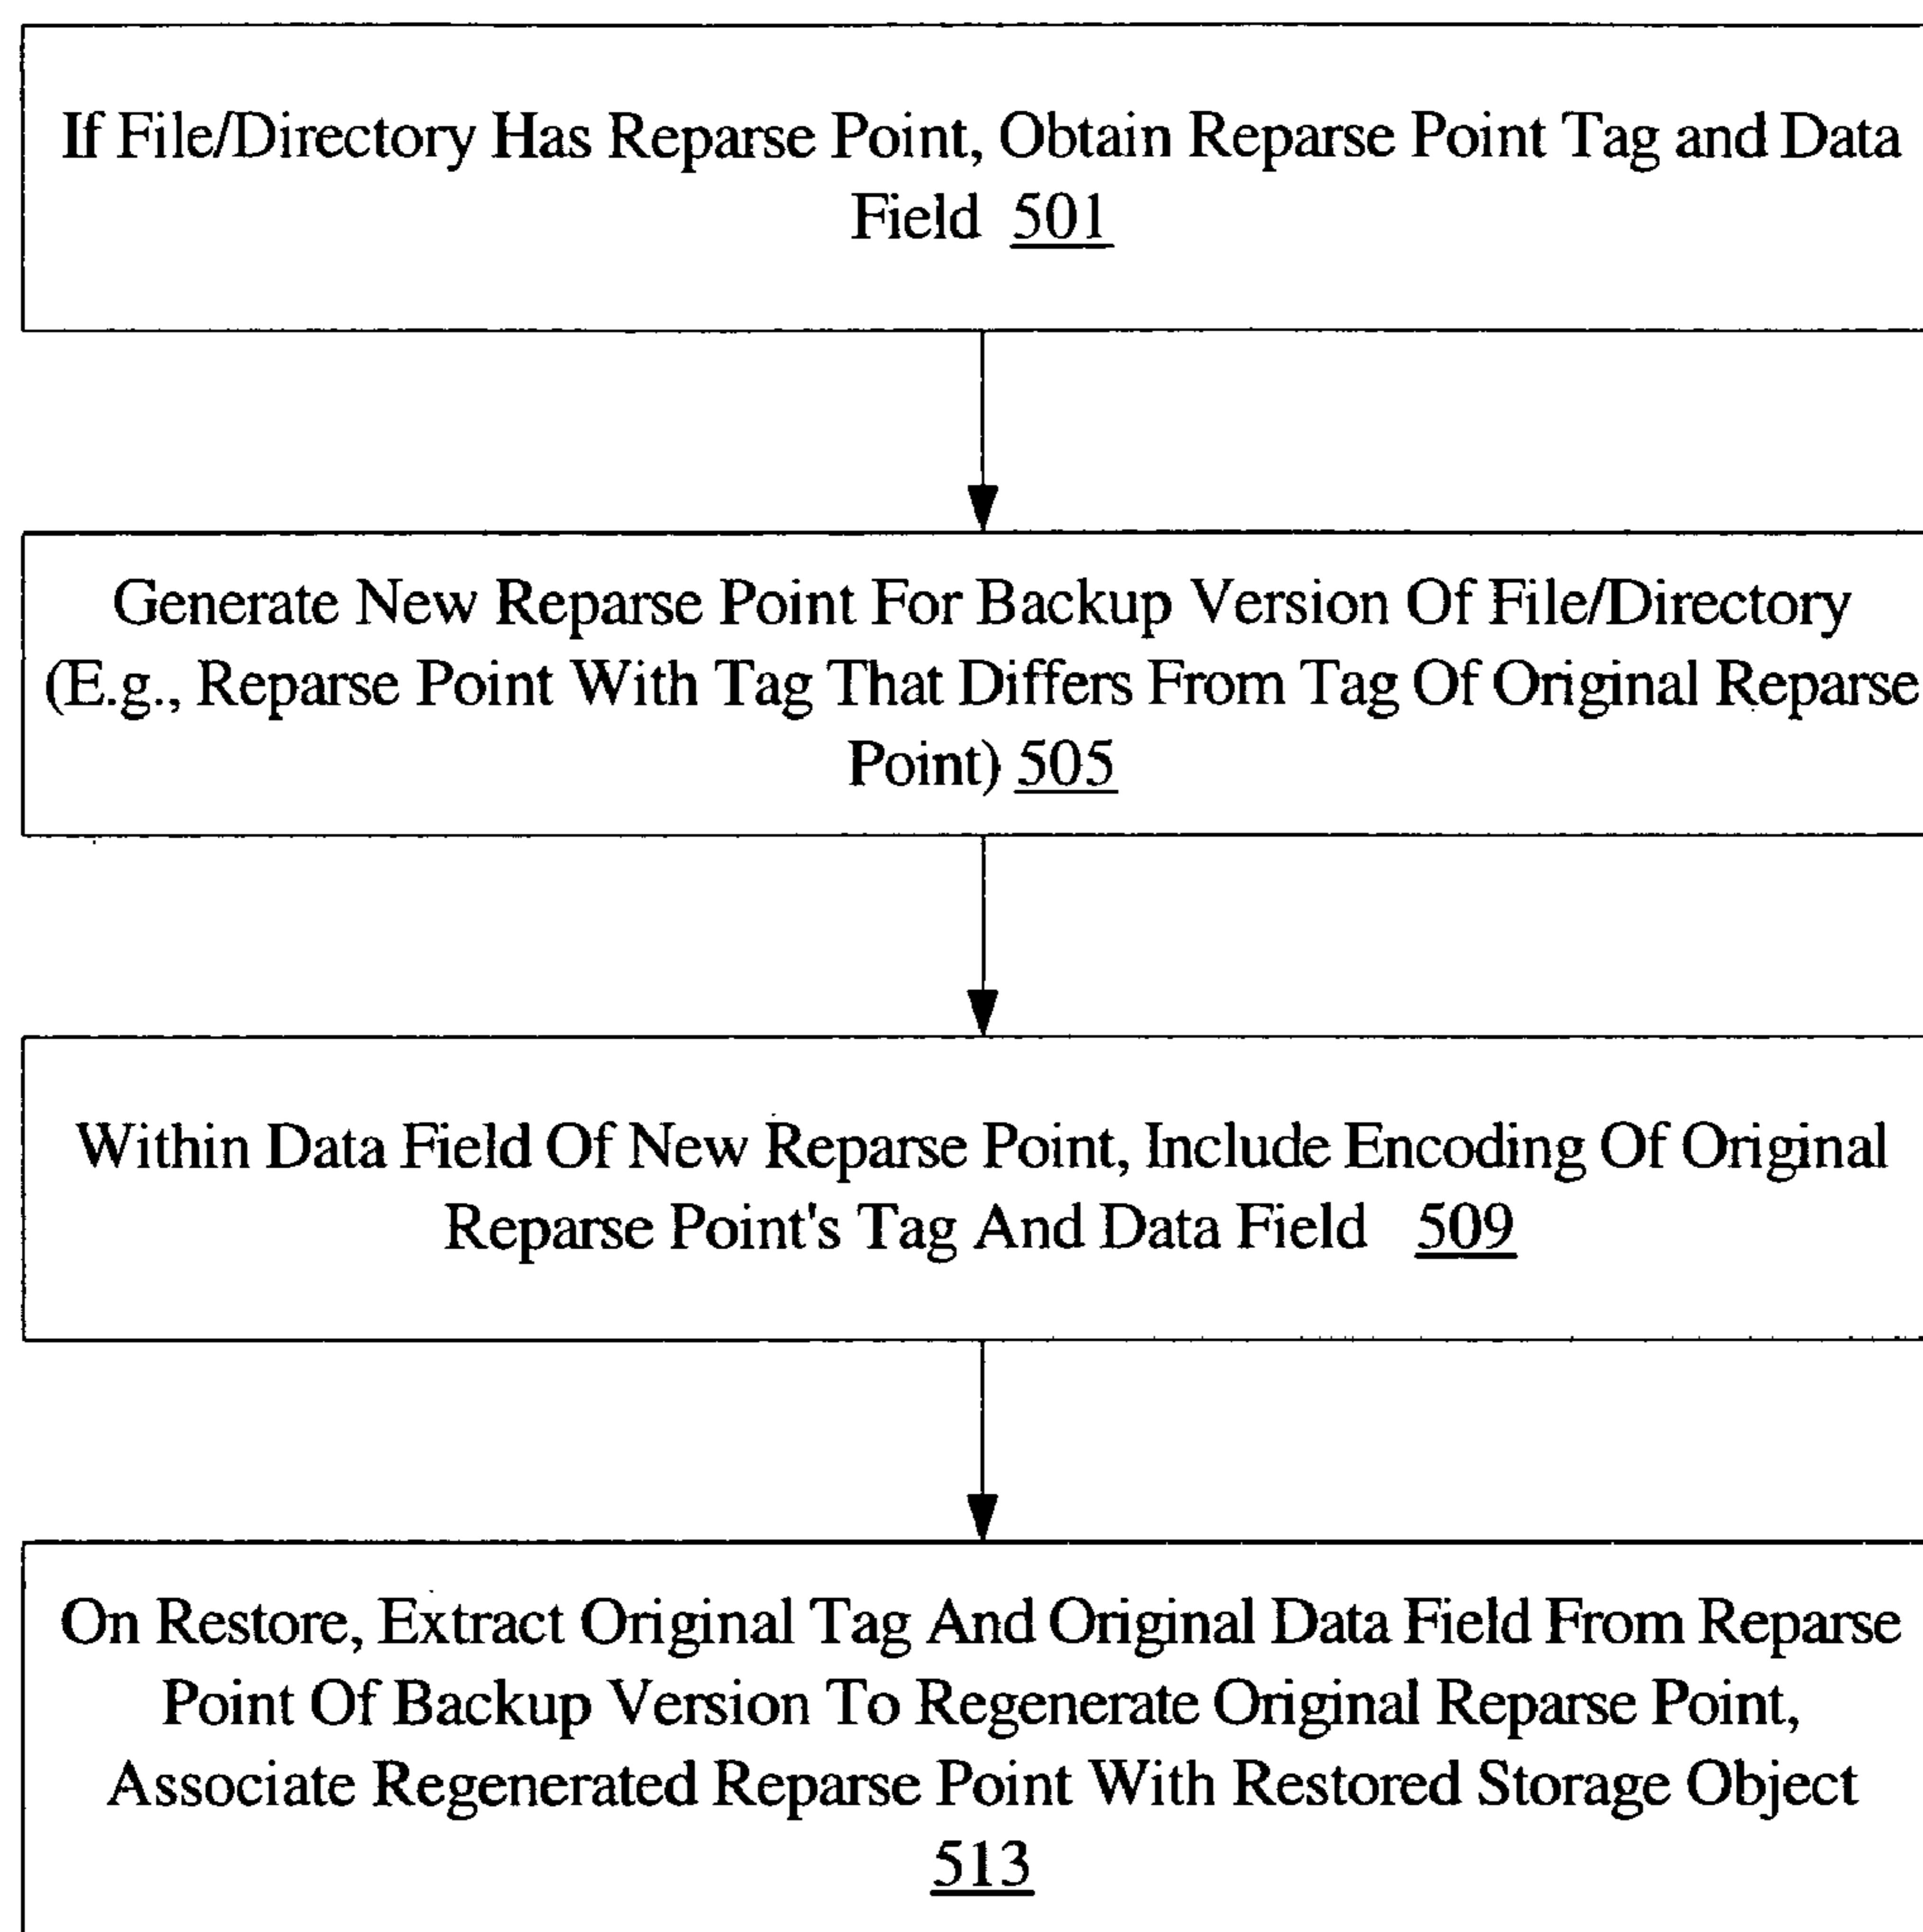 If File/Directory Has Reparse Point, Obtain Reparse Point Tag and Data
Field 501
Generate New Reparse Point For Backup Version Of File/Directory
(E.g., Reparse Point With Tag That Differs From Tag Of Original Reparse
Point) 505
Within Data Field Of New Reparse Point, Include Encoding Of Original
Reparse Point's Tag And Data Field 509
On Restore, Extract Original Tag And Original Data Field From Reparse
Point Of Backup Version To Regenerate Original Reparse Point,
Associate Regenerated Reparse Point With Restored Storage Object
513